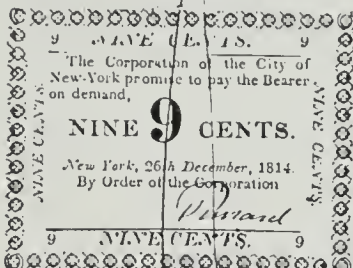 9 NINE CENTS. 9
The Corporation of the City of
New-York promise to pay the Bearer
on demand,
NINE 9 CENTS.
New York, 26th December, 1814.
By Order of the Corporation
9 NINE CENTS. 9
NINE CENTS.
NINE CENTS.